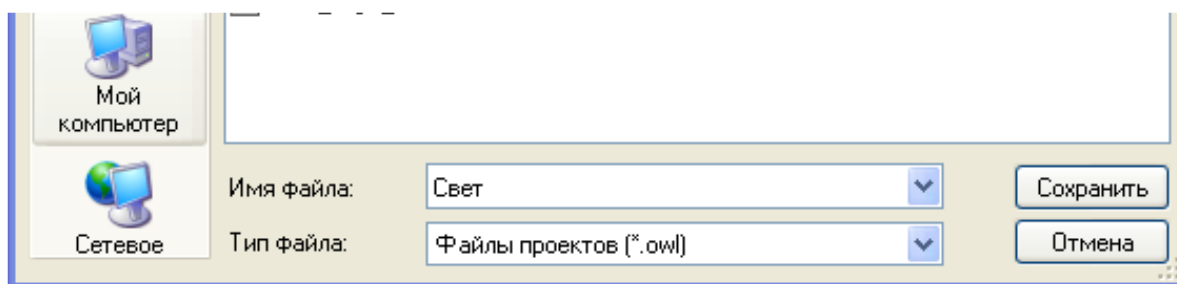 Мой
компьютер
Сетевое
Имя файла:
Свет
Сохранить
Тип файла:
Файлы проектов (*.owl)
Отмена